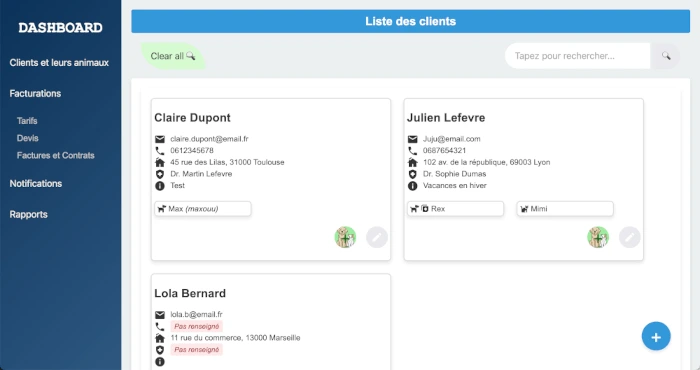 DASHBOARD
Clients et leurs animaux
Facturations
Tarifs
Devis
Factures et Contrats
Notifications
Rapports
Liste des clients
Clear all
Tapez pour rechercher...
Claire Dupont
claire.dupont@email.fr
0612345678
45 rue des Lilas, 31000 Toulouse
Dr. Martin Lefevre
Test
Max (maxouu)
Julien Lefevre
Juju@email.com
0687654321
102 av. de la république, 69003 Lyon
Dr. Sophie Dumas
Vacances en hiver
Rex
Mimi
Lola Bernard
lola.b@email.fr
Pas renseigné
11 rue du commerce, 13000 Marseille
Pas renseigné